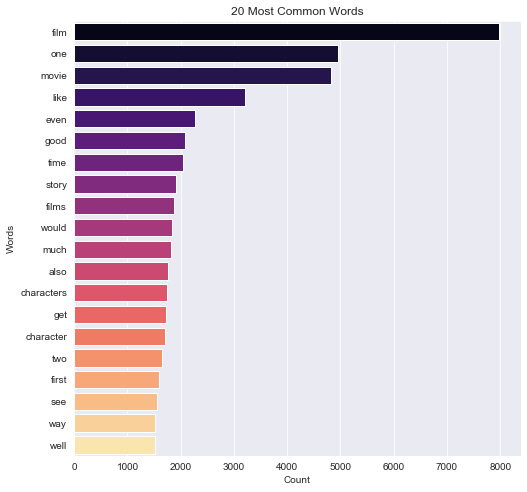 20 Most Common Words
film
one
movie
like
even
good
time
story
films
would
much
also
characters
get
character
two
first
see
way
well
Words
0 1000 2000 3000 4000 5000 6000 7000 8000
Count